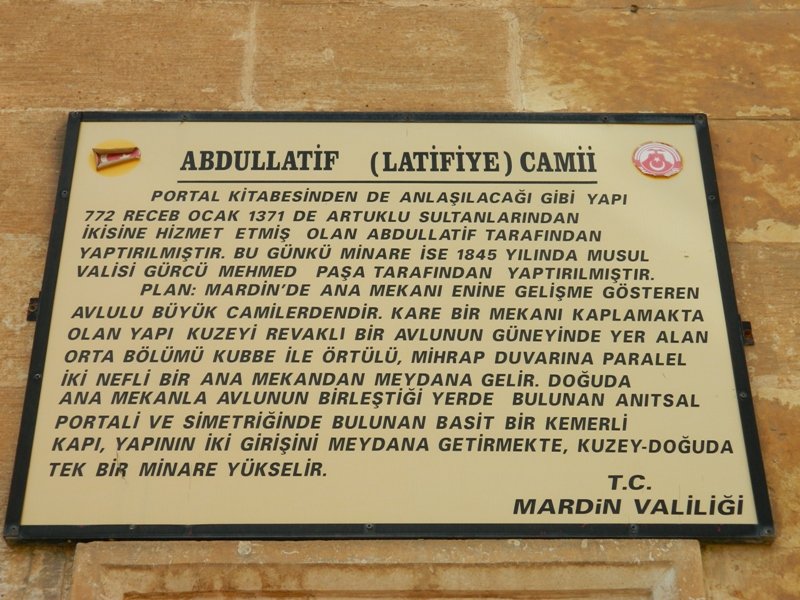 ABDULLATİF (LATİFİYE) CAMİİ
PORTAL KİTABESİNDEN DE ANLAŞILACAĞI GİBİ YAPI
772 RECEB OCAK 1371 DE ARTUKLU SULTANLARINDAN
İKİSİNE HİZMET ETMİŞ OLAN ABDULLATİF TARAFINDAN
YAPTIRILMIŞTIR. BU GÜNKÜ MİNARE İSE 1845 YILINDA MUSUL
VALİSİ GÜRCÜ MEHMED PAŞA TARAFINDAN YAPTIRILMIŞTIR.
PLAN: MARDİN'DE ANA MEKANI ENİNE GELİŞME GÖSTEREN
AVLULU BÜYÜK CAMİLERDENDİR. KARE BİR MEKANI KAPLAMAKTA
OLAN YAPI KUZEYİ REVAKLI BİR AVLUNUN GÜNEYİNDE YER ALAN
ORTA BÖLÜMÜ KUBBE İLE ÖRTÜLÜ, MİHRAP DUVARINA PARALEL
İKİ NEFLİ BİR ANA MEKANDAN MEYDANA GELİR. DOĞUDA
ANA MEKANLA AVLUNUN BİRLEŞTİĞİ YERDE BULUNAN ANITSAL
PORTALİ VE SİMETRİĞİNDE BULUNAN BASİT BİR KEMERLİ
KAPI, YAPININ İKİ GİRİŞİNİ MEYDANA GETİRMEKTE, KUZEY-DOĞUDA
TEK BİR MİNARE YÜKSELİR.
T.C.
MARDiN VALİLİĞİ